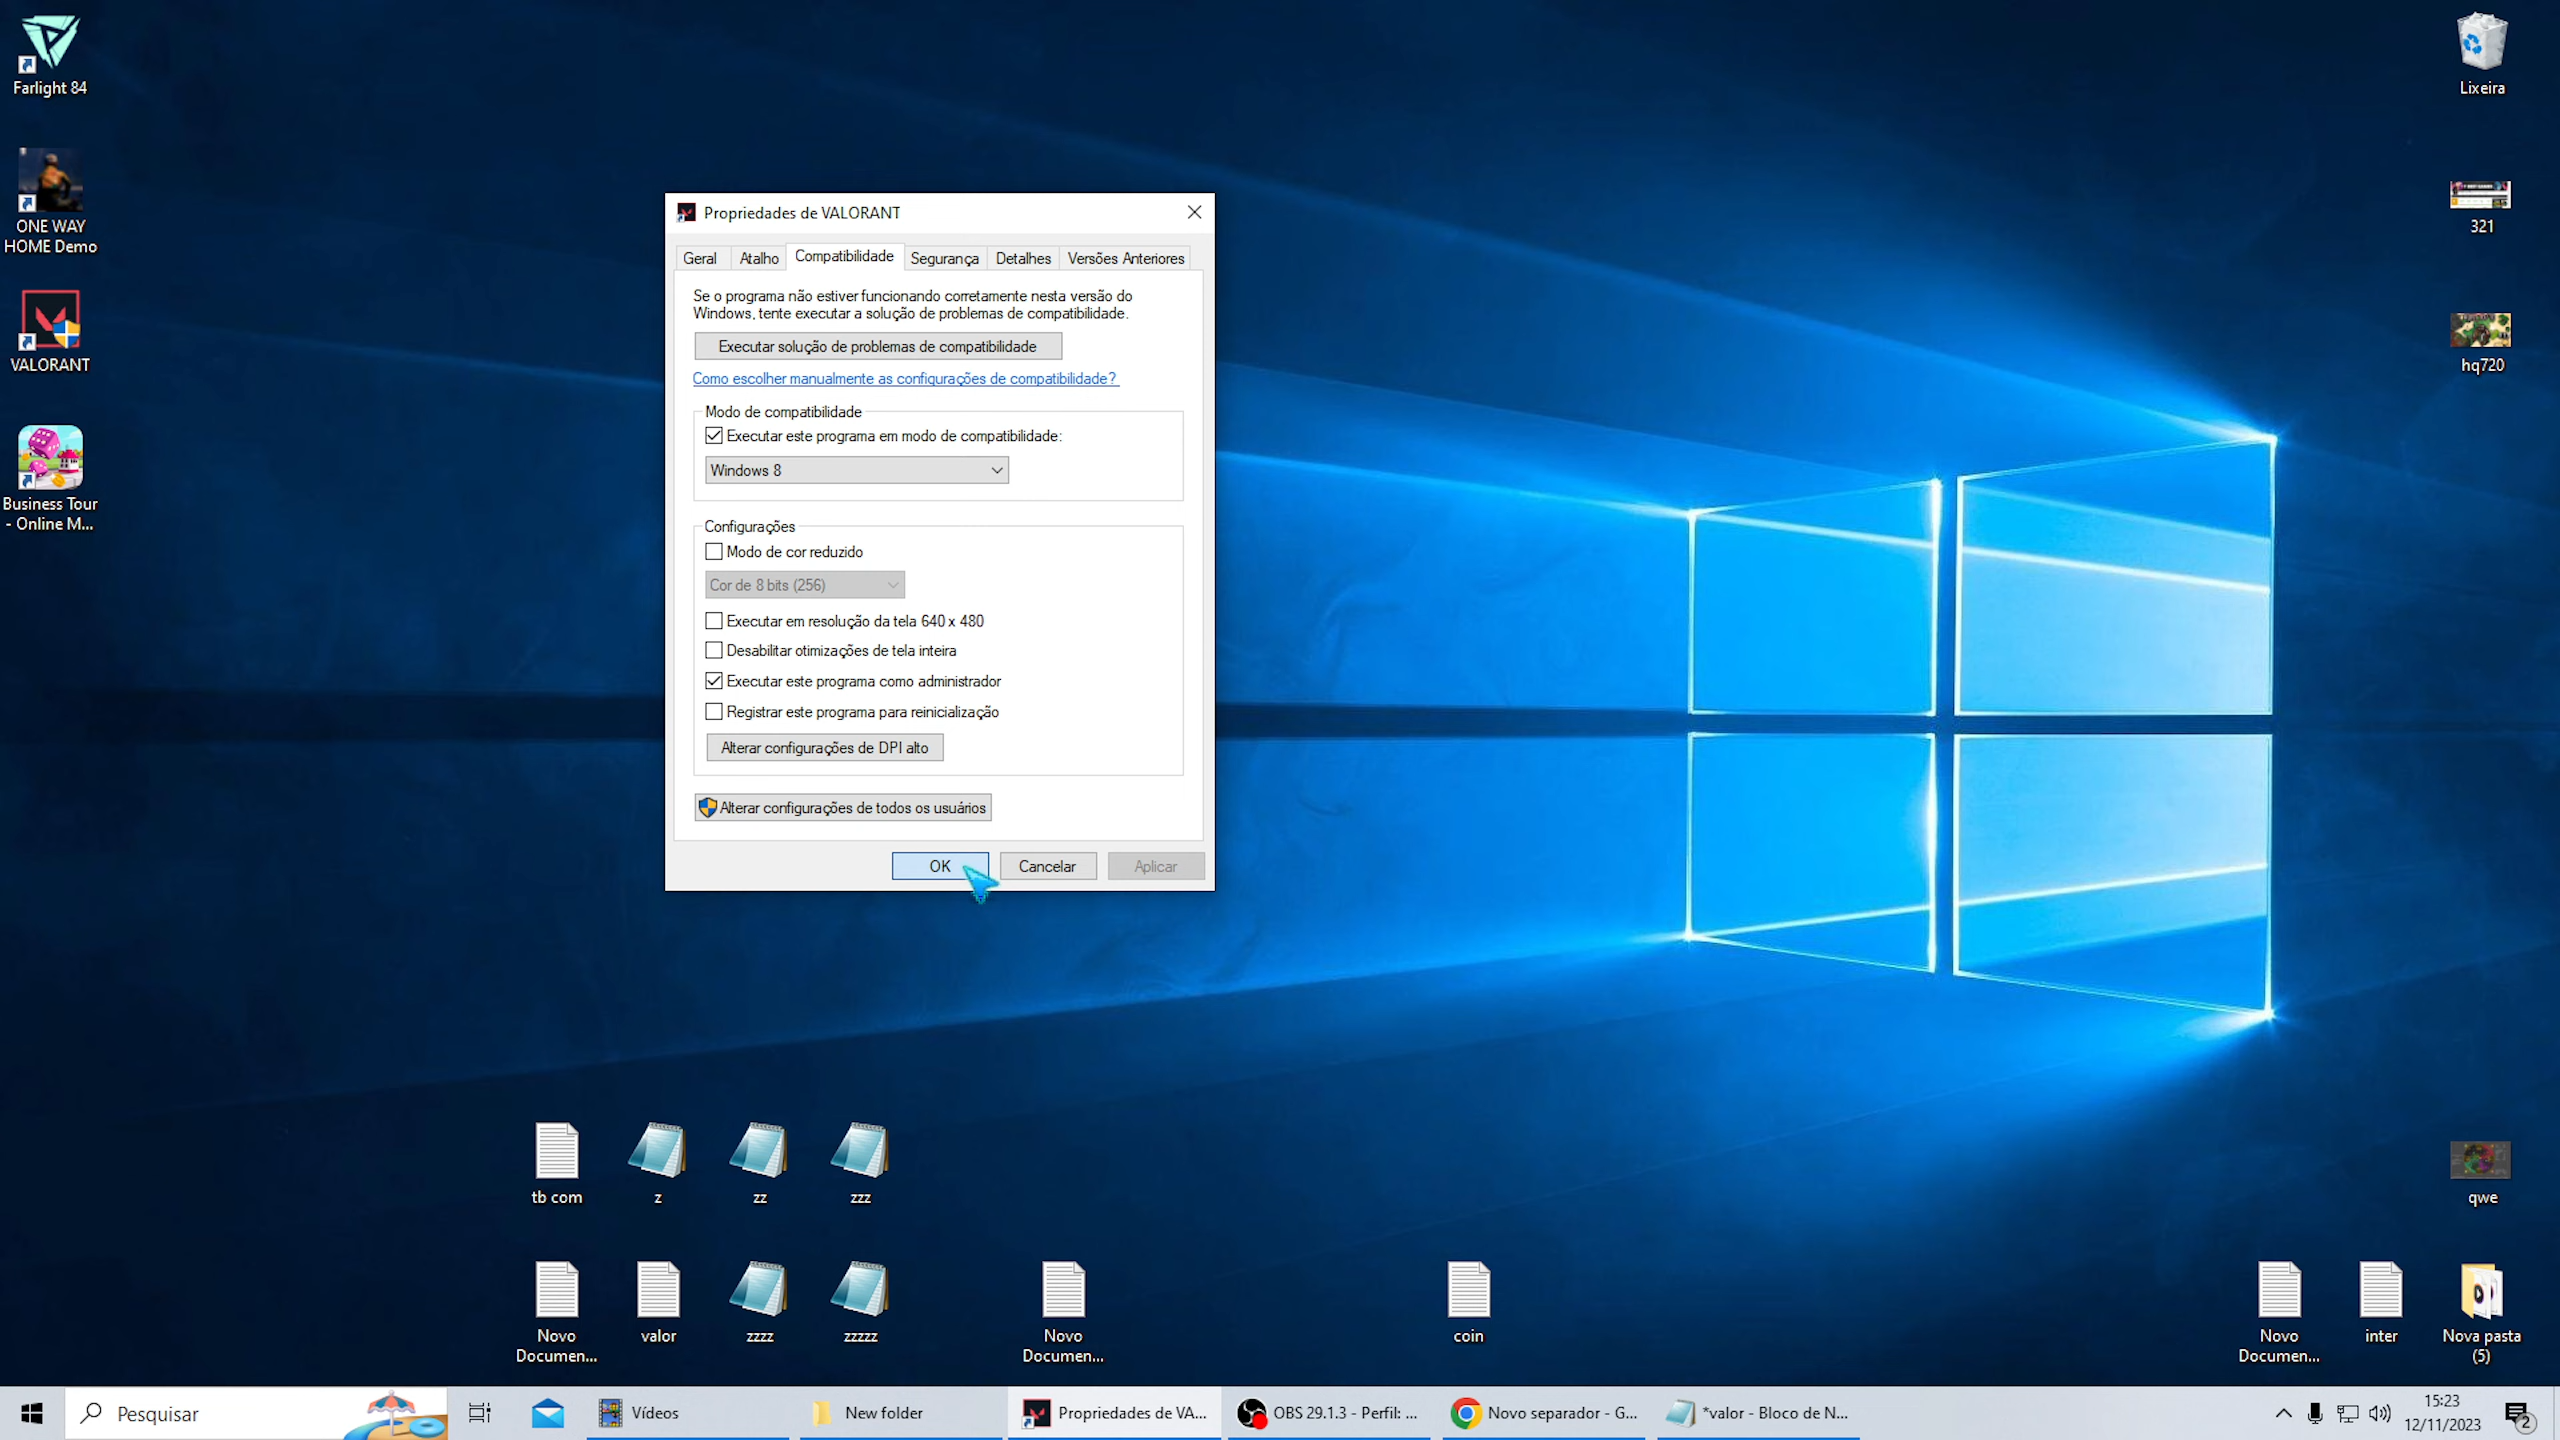 Farlight 84
ONE WAY
HOME Demo
VALORANT
Business Tour
- Online M...
Lixeira
321
hq720
Propriedades de VALORANT
Geral
Atalho
Compatibilidade
Segurança
Detalhes
Versões Anteriores
Se o programa não estiver funcionando corretamente nesta versão do
Windows, tente executar a solução de problemas de compatibilidade.
Executar solução de problemas de compatibilidade
Como escolher manualmente as configurações de compatibilidade?
Modo de compatibilidade
Executar este programa em modo de compatibilidade:
Windows 8
Configurações
Modo de cor reduzido
Cor de 8 bits (256)
Executar em resolução da tela 640 x 480
Desabilitar otimizações de tela inteira
Executar este programa como administrador
Registrar este programa para reinicialização
Alterar configurações de DPI alto
Alterar configurações de todos os usuários
OK
Cancelar
Aplicar
tb com
z
zz
zzz
qwe
Novo
Documen...
valor
zzzz
zzzzz
Novo
Documen...
coin
Novo
Documen...
inter
Nova pasta
(5)
Pesquisar
Vídeos
New folder
Propriedades de VA...
OBS 29.1.3 - Perfil: ...
Novo separador - G...
*valor - Bloco de N...
15:23
12/11/2023
2